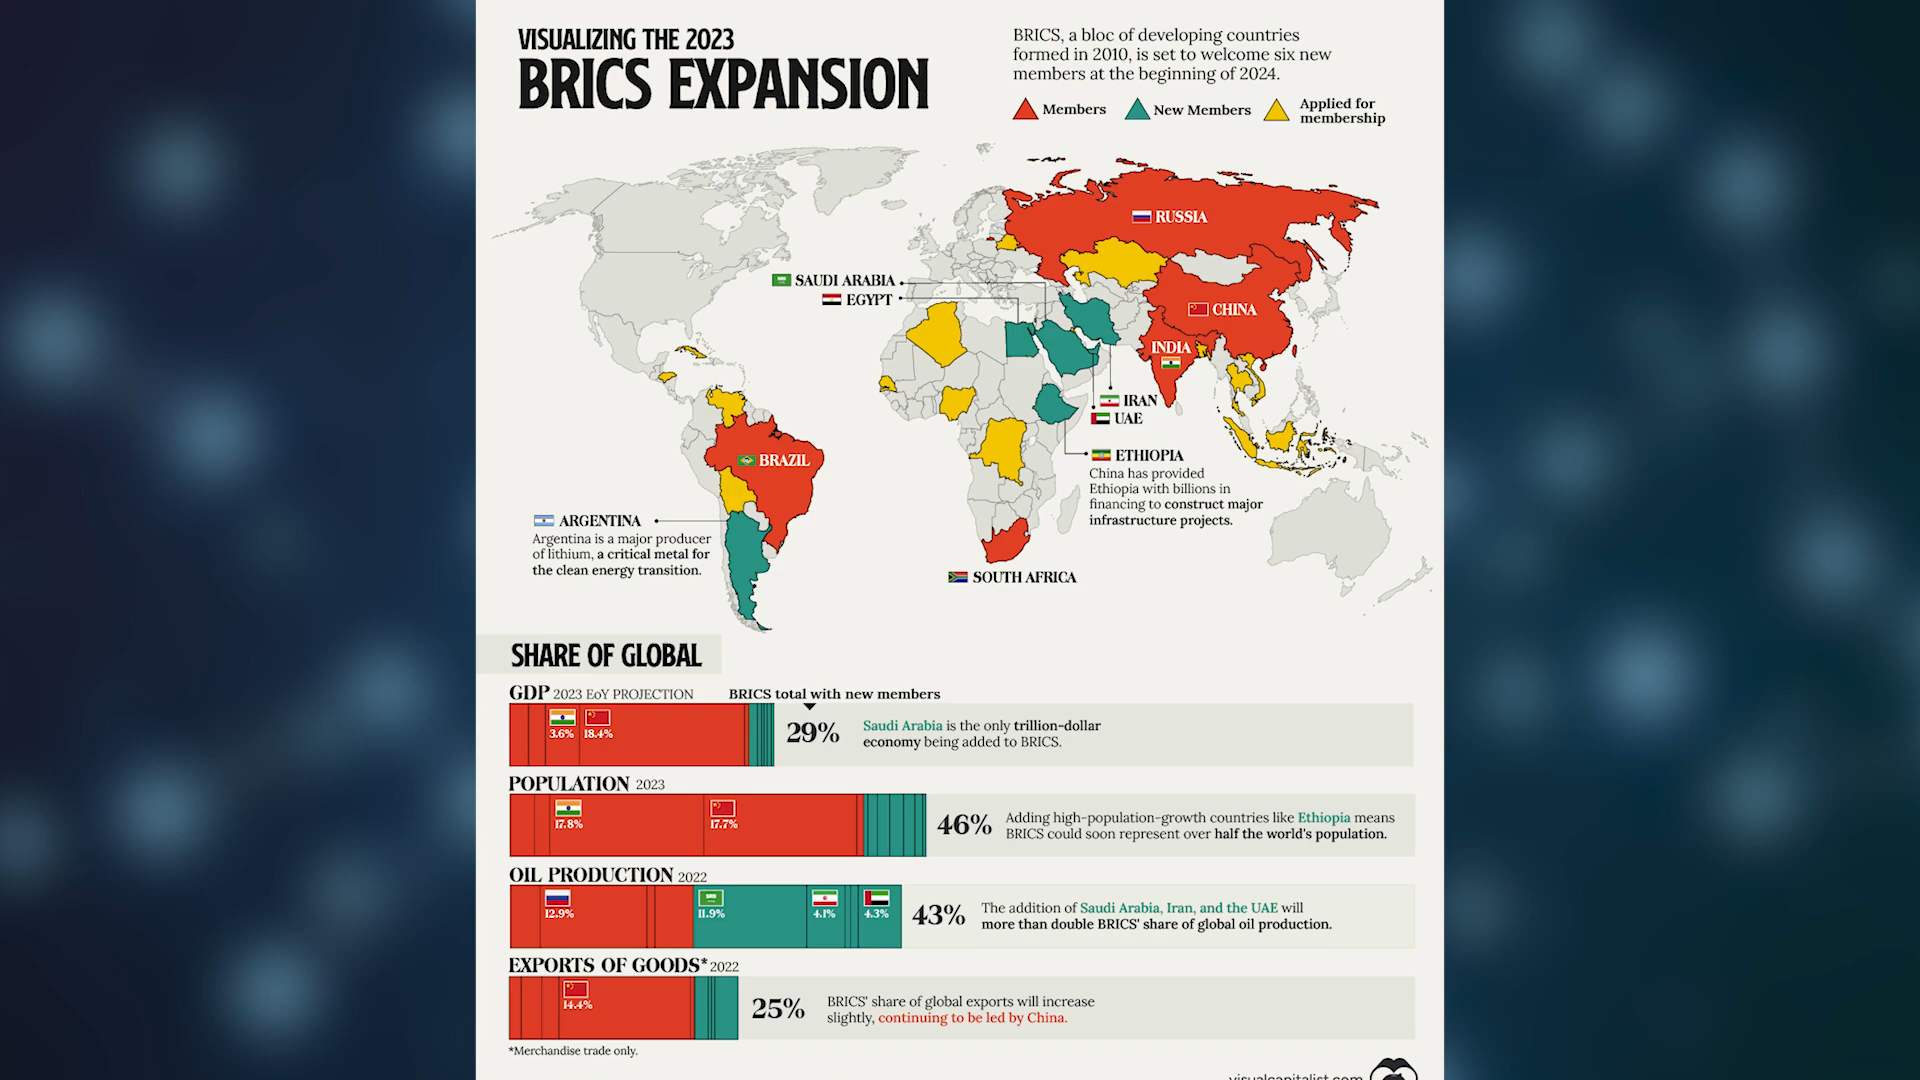 VISUALIZING THE 2023
BRICS EXPANSION
BRICS, a bloc of developing countries
formed in 2010, is set to welcome six new
members at the beginning of 2024.
Members
New Members
Applied for
membership
RUSSIA
SAUDI ARABIA
EGYPT
CHINA
INDIA
IRAN
UAE
BRAZIL
ETHIOPIA
China has provided
Ethiopia with billions in
financing to construct major
infrastructure projects.
ARGENTINA
Argentina is a major producer
of lithium, a critical metal for
the clean energy transition.
SOUTH AFRICA
SHARE OF GLOBAL
GDP 2023 EoY PROJECTION
BRICS total with new members
3.6%
18.4%
29%
Saudi Arabia is the only trillion-dollar
economy being added to BRICS.
POPULATION 2023
17.8%
17.7%
46%
Adding high-population-growth countries like Ethiopia means
BRICS could soon represent over half the world's population.
OIL PRODUCTION 2022
12.9%
11.9%
4.1%
4.3%
43%
The addition of Saudi Arabia, Iran, and the UAE will
more than double BRICS' share of global oil production.
EXPORTS OF GOODS* 2022
14.4%
25%
BRICS' share of global exports will increase
slightly, continuing to be led by China.
*Merchandise trade only.
visualcapitalist.com